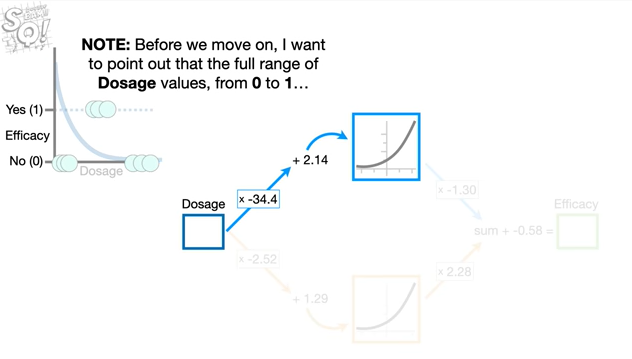 SQ!
NOTE: Before we move on, I want
to point out that the full range of
Dosage values, from 0 to 1…
Yes (1)
Efficacy
No (0)
Dosage
+ 2.14
x -34.4
x -1.30
Dosage
Efficacy
sum + -0.58 =
x -2.52
x 2.28
+ 1.29